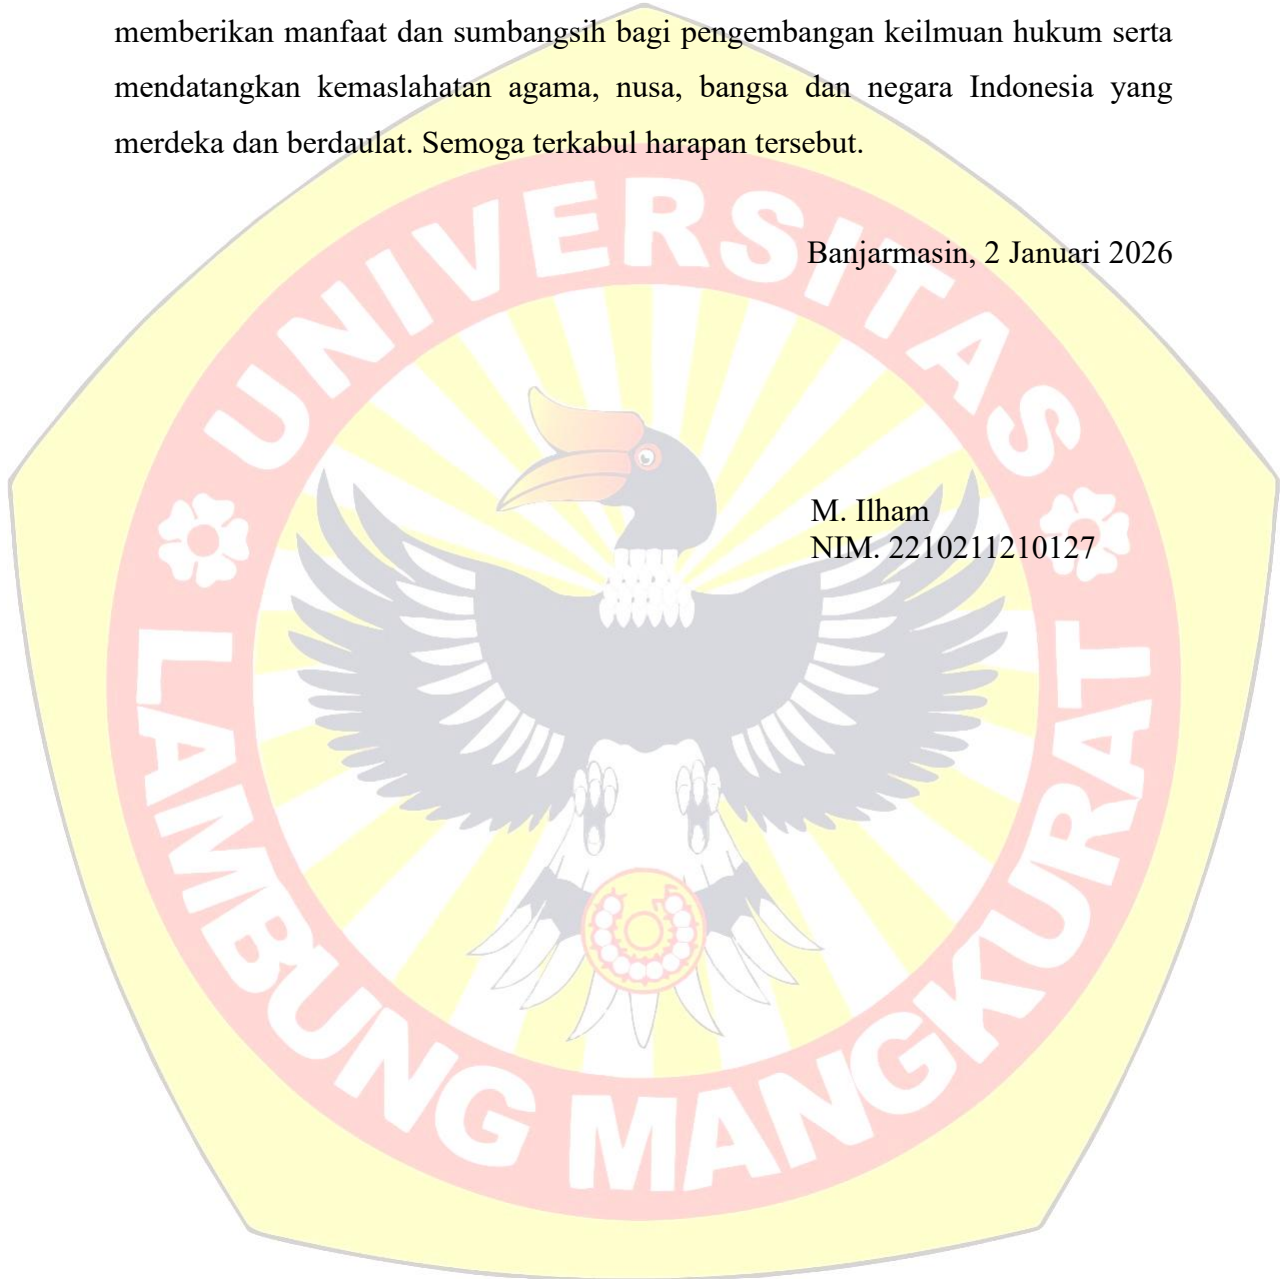 memberikan manfaat dan sumbangsih bagi pengembangan keilmuan hukum serta
mendatangkan kemaslahatan agama, nusa, bangsa dan negara Indonesia yang
merdeka dan berdaulat. Semoga terkabul harapan tersebut.
Banjarmasin, 2 Januari 2026
M. Ilham
NIM. 2210211210127
UNIVERSITAS
LAMBUNG MANGKURAT